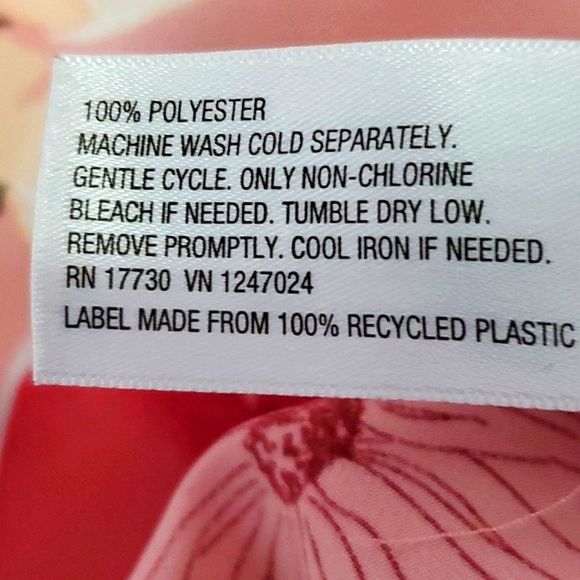 100% POLYESTER
MACHINE WASH COLD SEPARATELY.
GENTLE CYCLE. ONLY NON-CHLORINE
BLEACH IF NEEDED. TUMBLE DRY LOW.
REMOVE PROMPTLY. COOL IRON IF NEEDED.
RN 17730 VN 1247024
LABEL MADE FROM 100% RECYCLED PLASTIC